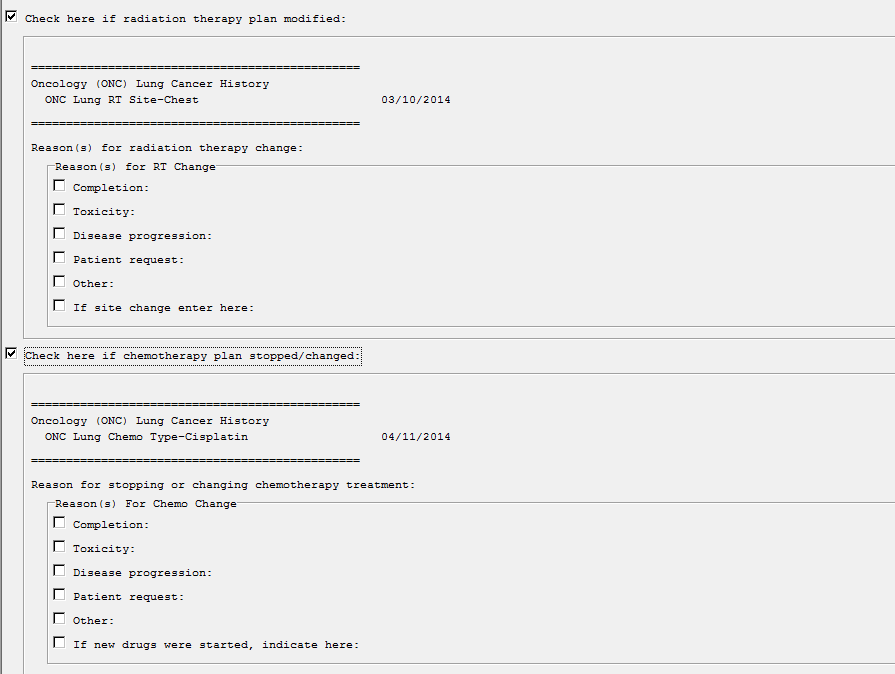 Check here if radiation therapy plan modified:
===============================================
Oncology (ONC) Lung Cancer History
ONC Lung RT Site-Chest 03/10/2014
===============================================
Reason(s) for radiation therapy change:
Reason(s) for RT Change
Completion:
Toxicity:
Disease progression:
Patient request:
Other:
If site change enter here:
Check here if chemotherapy plan stopped/changed:
===============================================
Oncology (ONC) Lung Cancer History
ONC Lung Chemo Type-Cisplatin 04/11/2014
===============================================
Reason for stopping or changing chemotherapy treatment:
Reason(s) For Chemo Change
Completion:
Toxicity:
Disease progression:
Patient request:
Other:
If new drugs were started, indicate here: